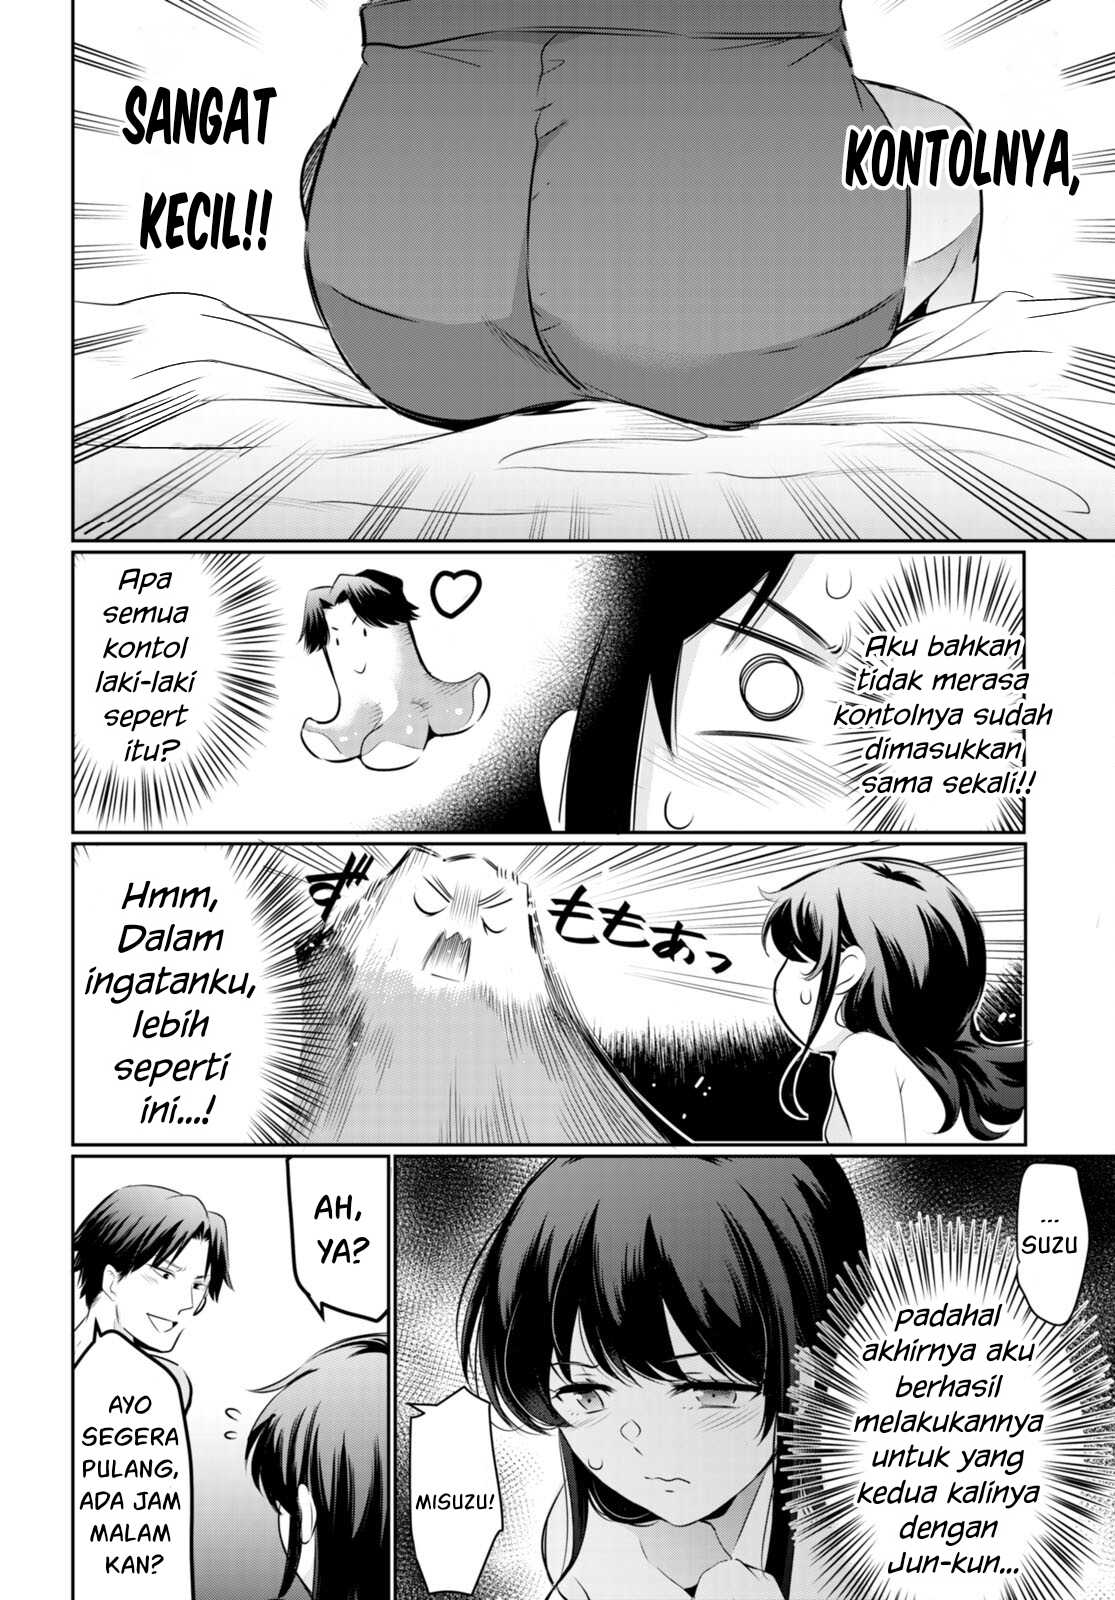 KONTOLNYA,
SANGAT
KECIL!!
Aku bahkan
tidak merasa
kontolnya sudah
dimasukkan
sama sekali!!
Apa
semua
kontol
laki-laki
sepert
itu?
ももあっ
Hmm,
Dalam
ingatanku,
lebih
seperti
ini...!
...
SUZU
padahal
akhirnya aku
berhasil
melakukannya
untuk yang
kedua kalinya
dengan
Jun-kun...
MISUZU!
AH,
YA?
AYO
SEGERA
PULANG,
ADA JAM
MALAM
KAN?